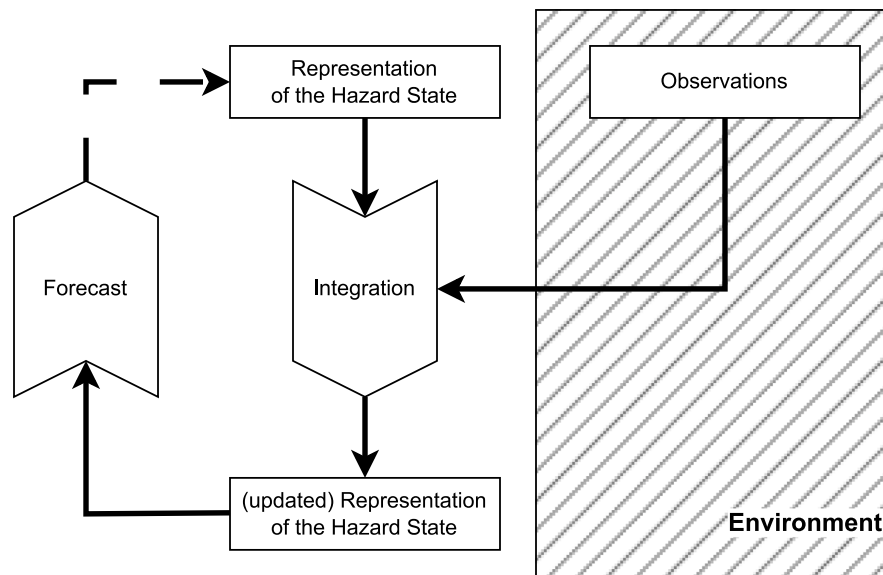 Representation
of the Hazard State
Observations
Forecast
Integration
(updated) Representation
of the Hazard State
Environment